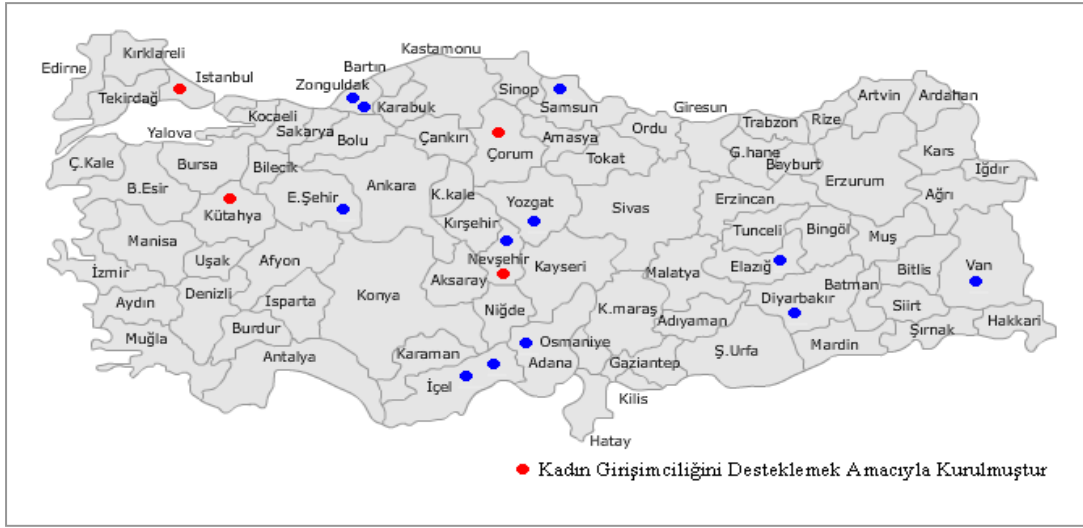 Kastamonu
Kırklareli
Bartın
Edirne
Istanbul
Zonguldak
Sinop
Artvin
Ardahan
Tekirdağ
Karabuk
Samsun
Giresun
Kocaeli
Trabzon
Rize
Yalova
Sakarya
Bolu
Çankırı
Amasya
Ordu
Çorum
G.hane
Kars
Ç.Kale
Bursa
Bilecik
Tokat
Bayburt
Iğdır
B.Esir
E.Şehir
Ankara
K.kale
Yozgat
Sivas
Erzincan
Erzurum
Ağrı
Kütahya
Kırşehir
Tunceli
Bingöl
Muş
Manisa
Uşak
Afyon
Nevşehir
Kayseri
Elazığ
Bitlis
Van
İzmir
Aksaray
Malatya
Batman
Aydın
Denizli
Isparta
Konya
Niğde
K.maraş
Diyarbakır
Siirt
Muğla
Burdur
Adıyaman
Şırnak
Hakkari
Antalya
Karaman
Osmaniye
Mardin
İçel
Adana
Gaziantep
Ş.Urfa
Kilis
Hatay
Kadın Girişimciliğini Desteklemek Amacıyla Kurulmuştur